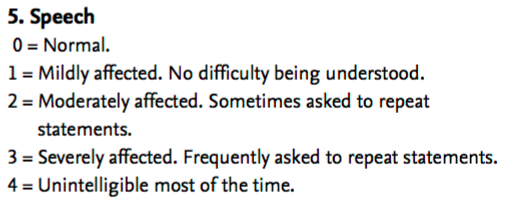 5. Speech
0 = Normal.
1 = Mildly affected. No difficulty being understood.
2 = Moderately affected. Sometimes asked to repeat
statements.
3 = Severely affected. Frequently asked to repeat statements.
4 = Unintelligible most of the time.